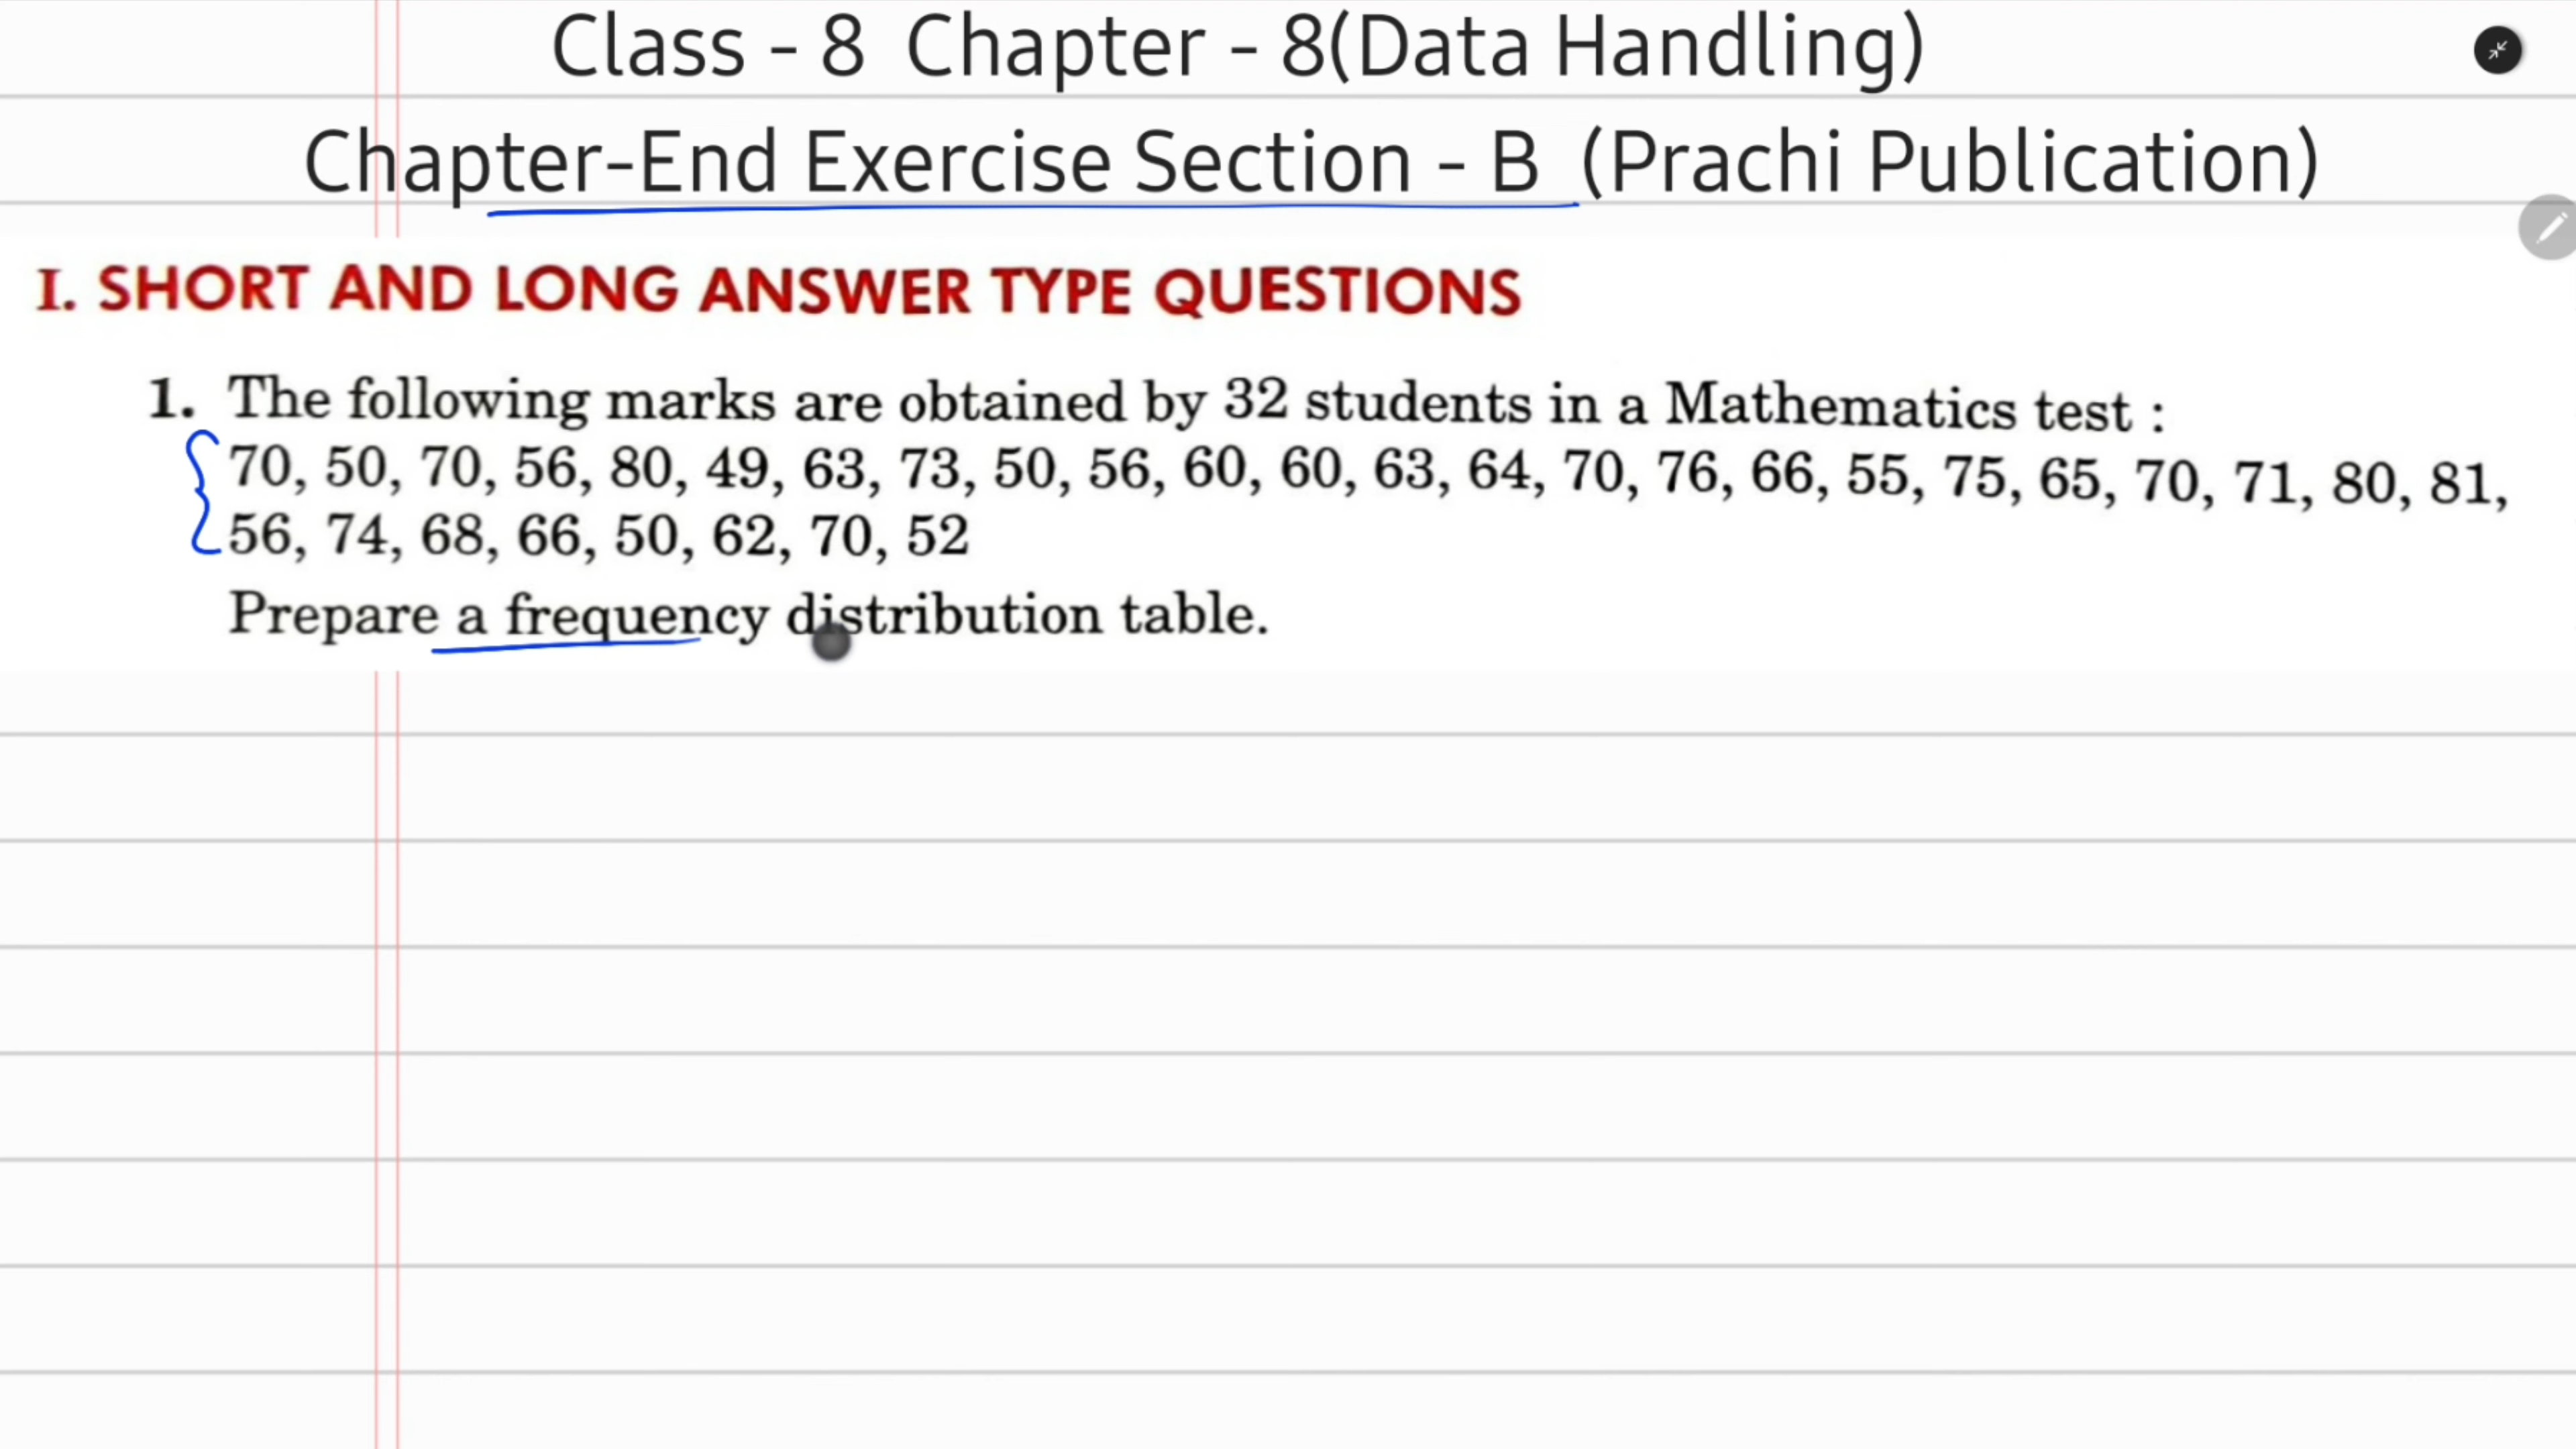 Class - 8 Chapter - 8(Data Handling)
Chapter-End Exercise Section - B (Prachi Publication)
I. SHORT AND LONG ANSWER TYPE QUESTIONS
1. The following marks are obtained by 32 students in a Mathematics test :
70, 50, 70, 56, 80, 49, 63, 73, 50, 56, 60, 60, 63, 64, 70, 76, 66, 55, 75, 65, 70, 71, 80, 81,
56, 74, 68, 66, 50, 62, 70, 52
Prepare a frequency distribution table.